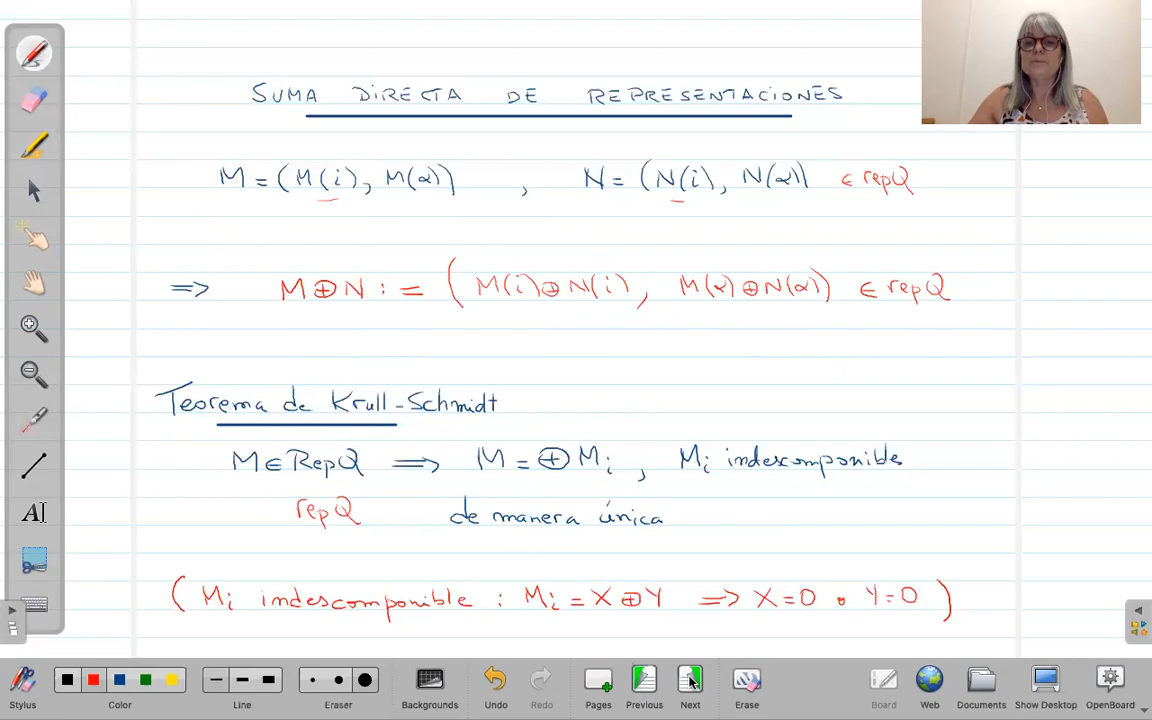 SUMA DIRECTA DE REPRESENTACIONES
M = (M(i), M(α)) , N = (N(i), N(α)) ∈ repQ
⇒ M⊕N := (M(i)⊕N(i), M(α)⊕N(α)) ∈ repQ
Teorema de Krull-Schmidt
M ∈ RepQ ⇒ M = ⊕ Mi , Mi indescomponibles
repQ de manera única
( Mi indescomponible : Mi = X ⊕ Y ⇒ X=0 o Y=0 )
Stylus Color Line Eraser Backgrounds Undo Redo Pages Previous Next Erase Board Web Documents Show Desktop OpenBoard